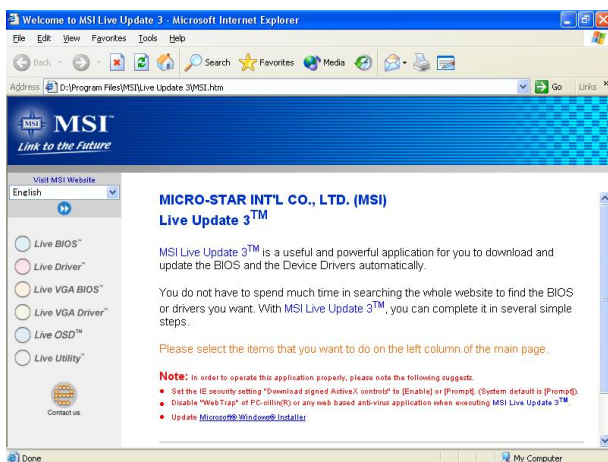 Welcome to MSI Live Update 3 - Microsoft Internet Explorer
File Edit View Favorites Tools Help
Back Search Favorites Media
Address D:\Program Files\MSI\Live Update 3\MSI.htm Go Links »
MSI MSI™
Link to the Future
Visit MSI Website
English
Live BIOS™
Live Driver™
Live VGA BIOS™
Live VGA Driver™
Live OSD™
Live Utility™
Contact us
MICRO-STAR INT'L CO., LTD. (MSI)
Live Update 3TM
MSI Live Update 3TM is a useful and powerful application for you to download and
update the BIOS and the Device Drivers automatically.
You do not have to spend much time in searching the whole website to find the BIOS
or drivers you want. With MSI Live Update 3TM, you can complete it in several simple
steps.
Please select the items that you want to do on the left column of the main page.
Note: In order to operate this application properly, please note the following suggests.
Set the IE security setting "Download signed ActiveX controls" to [Enable] or [Prompt]. (System default is [Prompt]).
Disable "WebTrap" of PC-cillin(R) or any web based anti-virus application when executing MSI Live Update 3TM.
Update Microsoft® Windows® Installer
Done My Computer